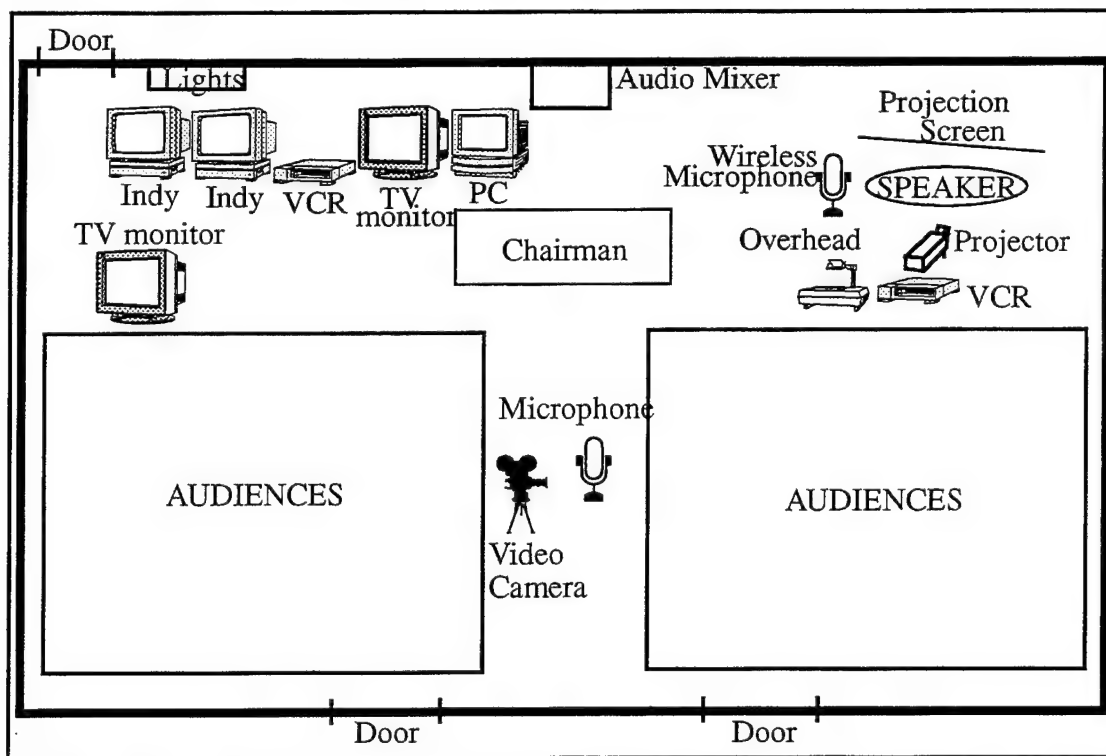 Door
Lights
Audio Mixer
Projection
Screen
Wireless
Microphone
SPEAKER
Indy
Indy
VCR
TV
monitor
PC
TV monitor
Chairman
Overhead
Projector
VCR
Microphone
AUDIENCES
AUDIENCES
Video
Camera
Door
Door